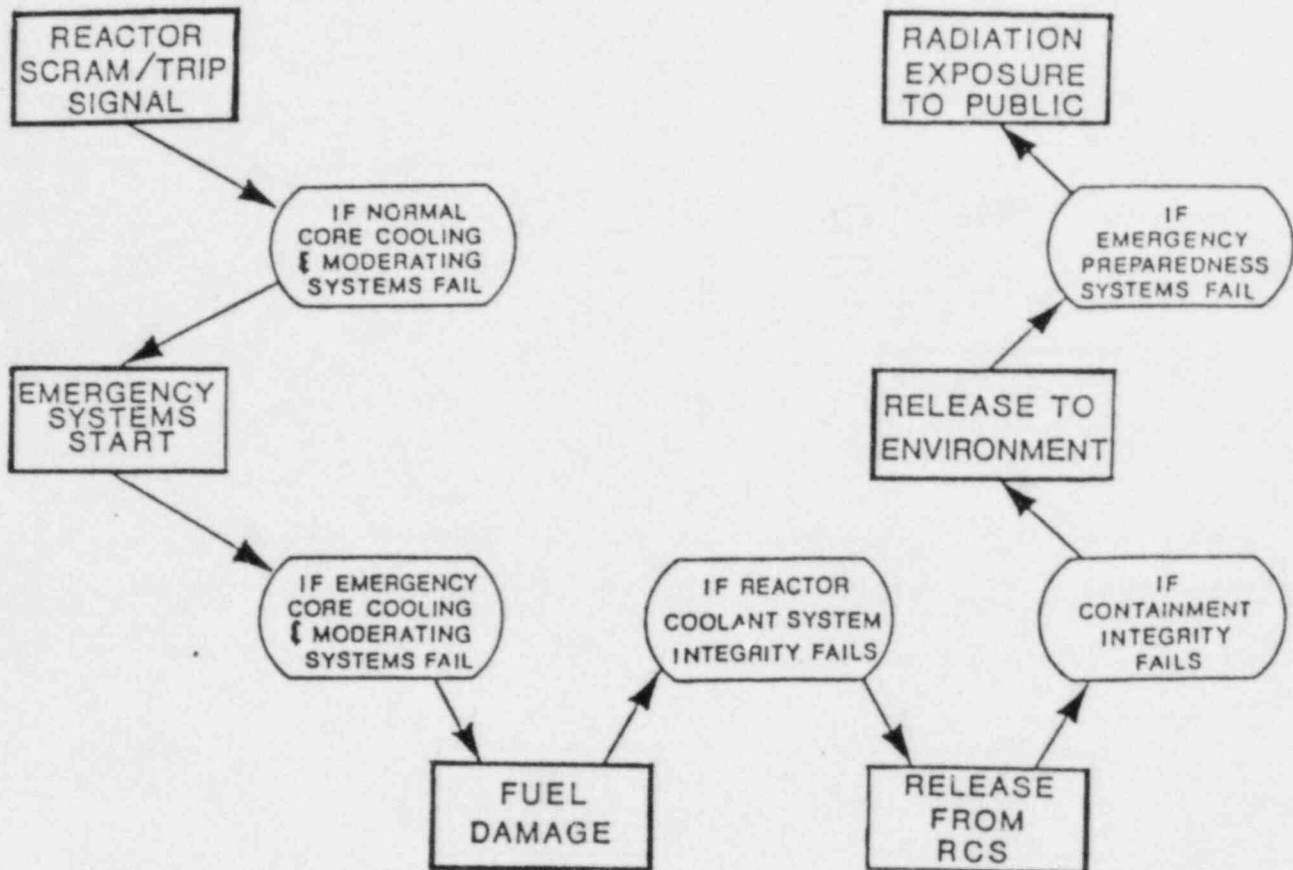 REACTOR
SCRAM/TRIP
SIGNAL
IF NORMAL
CORE COOLING
& MODERATING
SYSTEMS FAIL
EMERGENCY
SYSTEMS
START
IF EMERGENCY
CORE COOLING
& MODERATING
SYSTEMS FAIL
FUEL
DAMAGE
IF REACTOR
COOLANT SYSTEM
INTEGRITY FAILS
RELEASE
FROM
RCS
IF
CONTAINMENT
INTEGRITY
FAILS
RELEASE TO
ENVIRONMENT
IF
EMERGENCY
PREPAREDNESS
SYSTEMS FAIL
RADIATION
EXPOSURE
TO PUBLIC